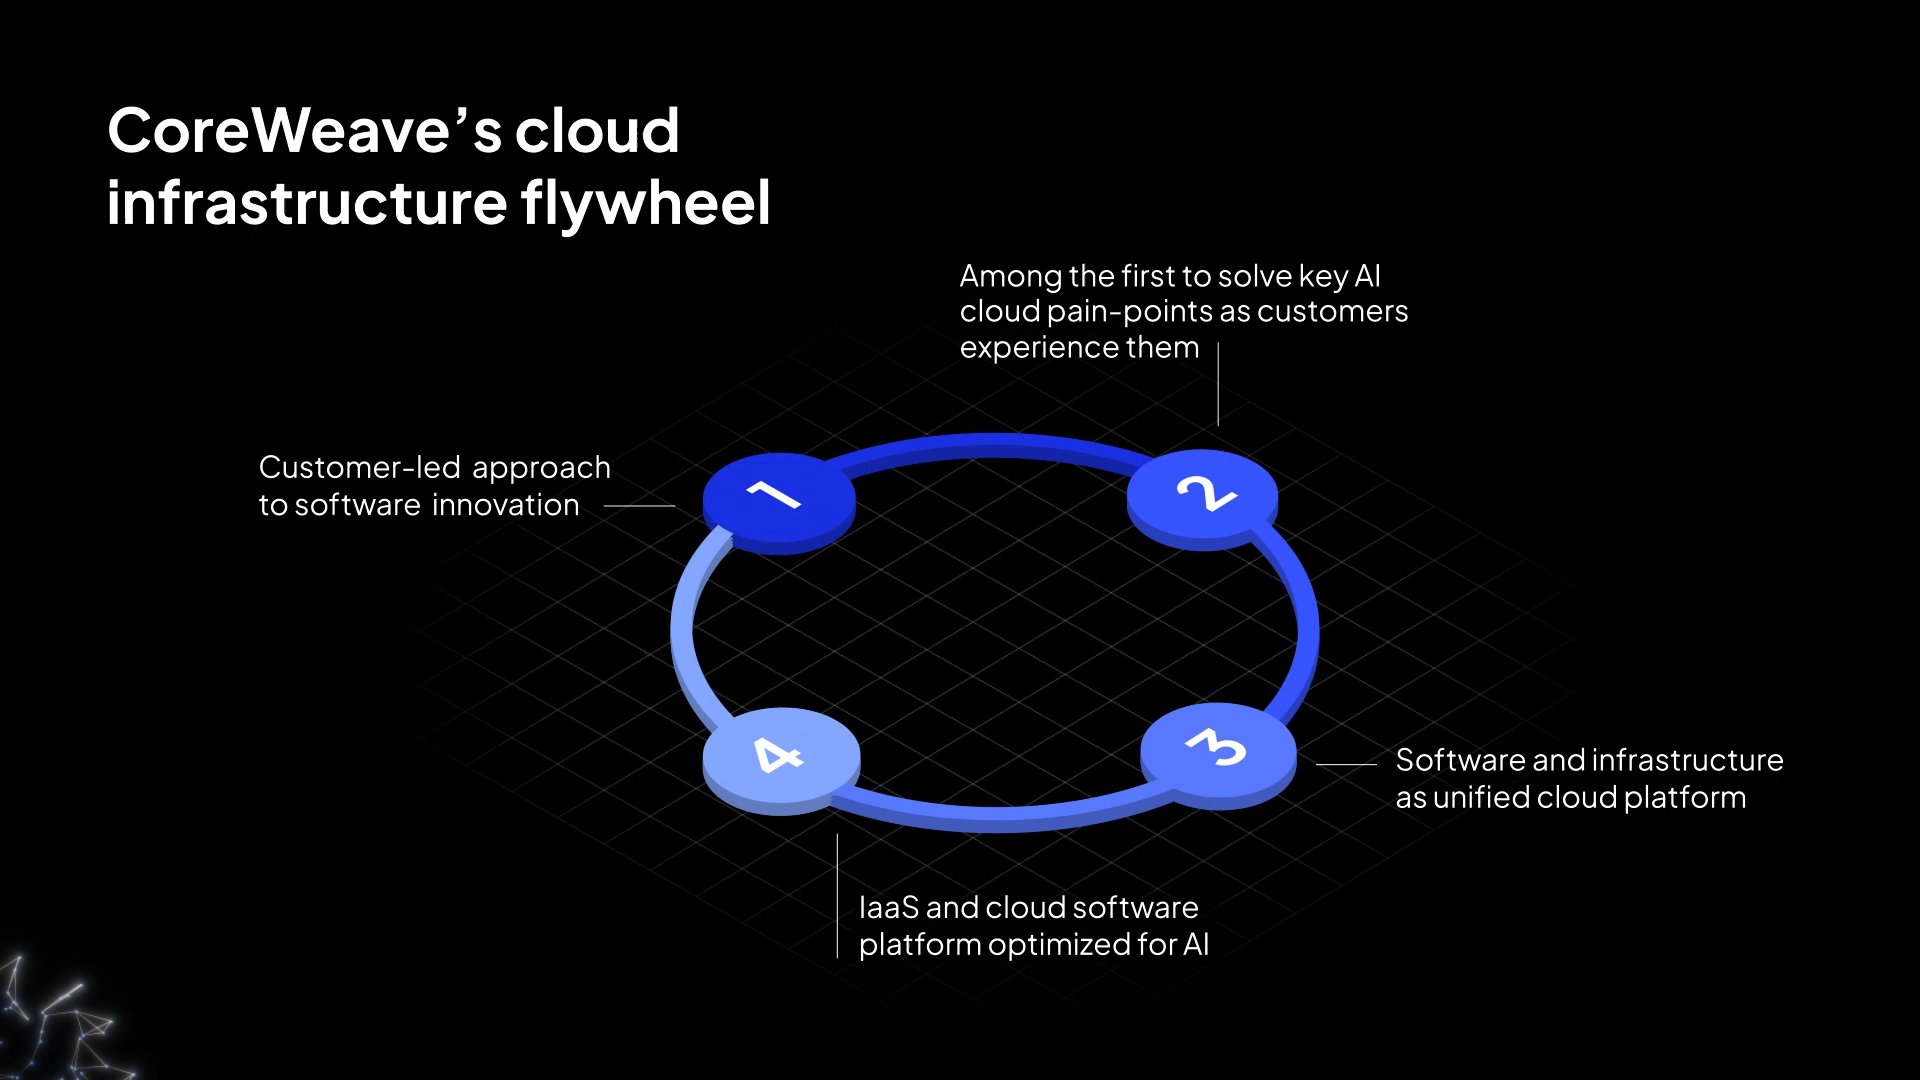 CoreWeave’s cloud
infrastructure flywheel
Among the first to solve key AI
cloud pain-points as customers
experience them
Customer-led approach
to software innovation
1
2
4
3
Software and infrastructure
as unified cloud platform
IaaS and cloud software
platform optimized for AI